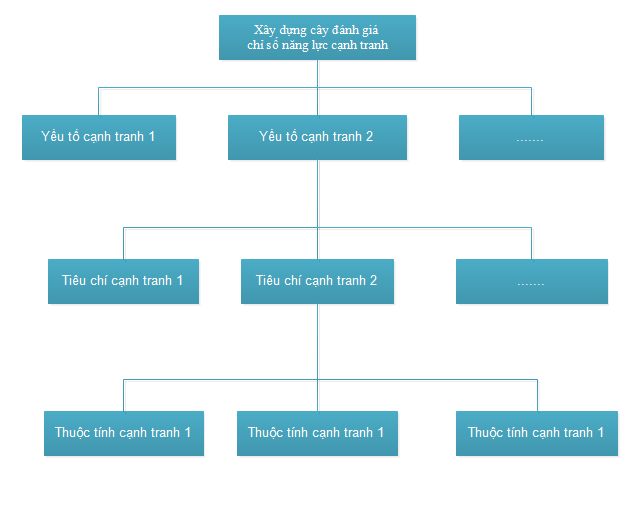 Xây dựng cây đánh giá
chỉ số năng lực cạnh tranh
Yếu tố cạnh tranh 1
Yếu tố cạnh tranh 2
.......
Tiêu chí cạnh tranh 1
Tiêu chí cạnh tranh 2
.......
Thuộc tính cạnh tranh 1
Thuộc tính cạnh tranh 1
Thuộc tính cạnh tranh 1